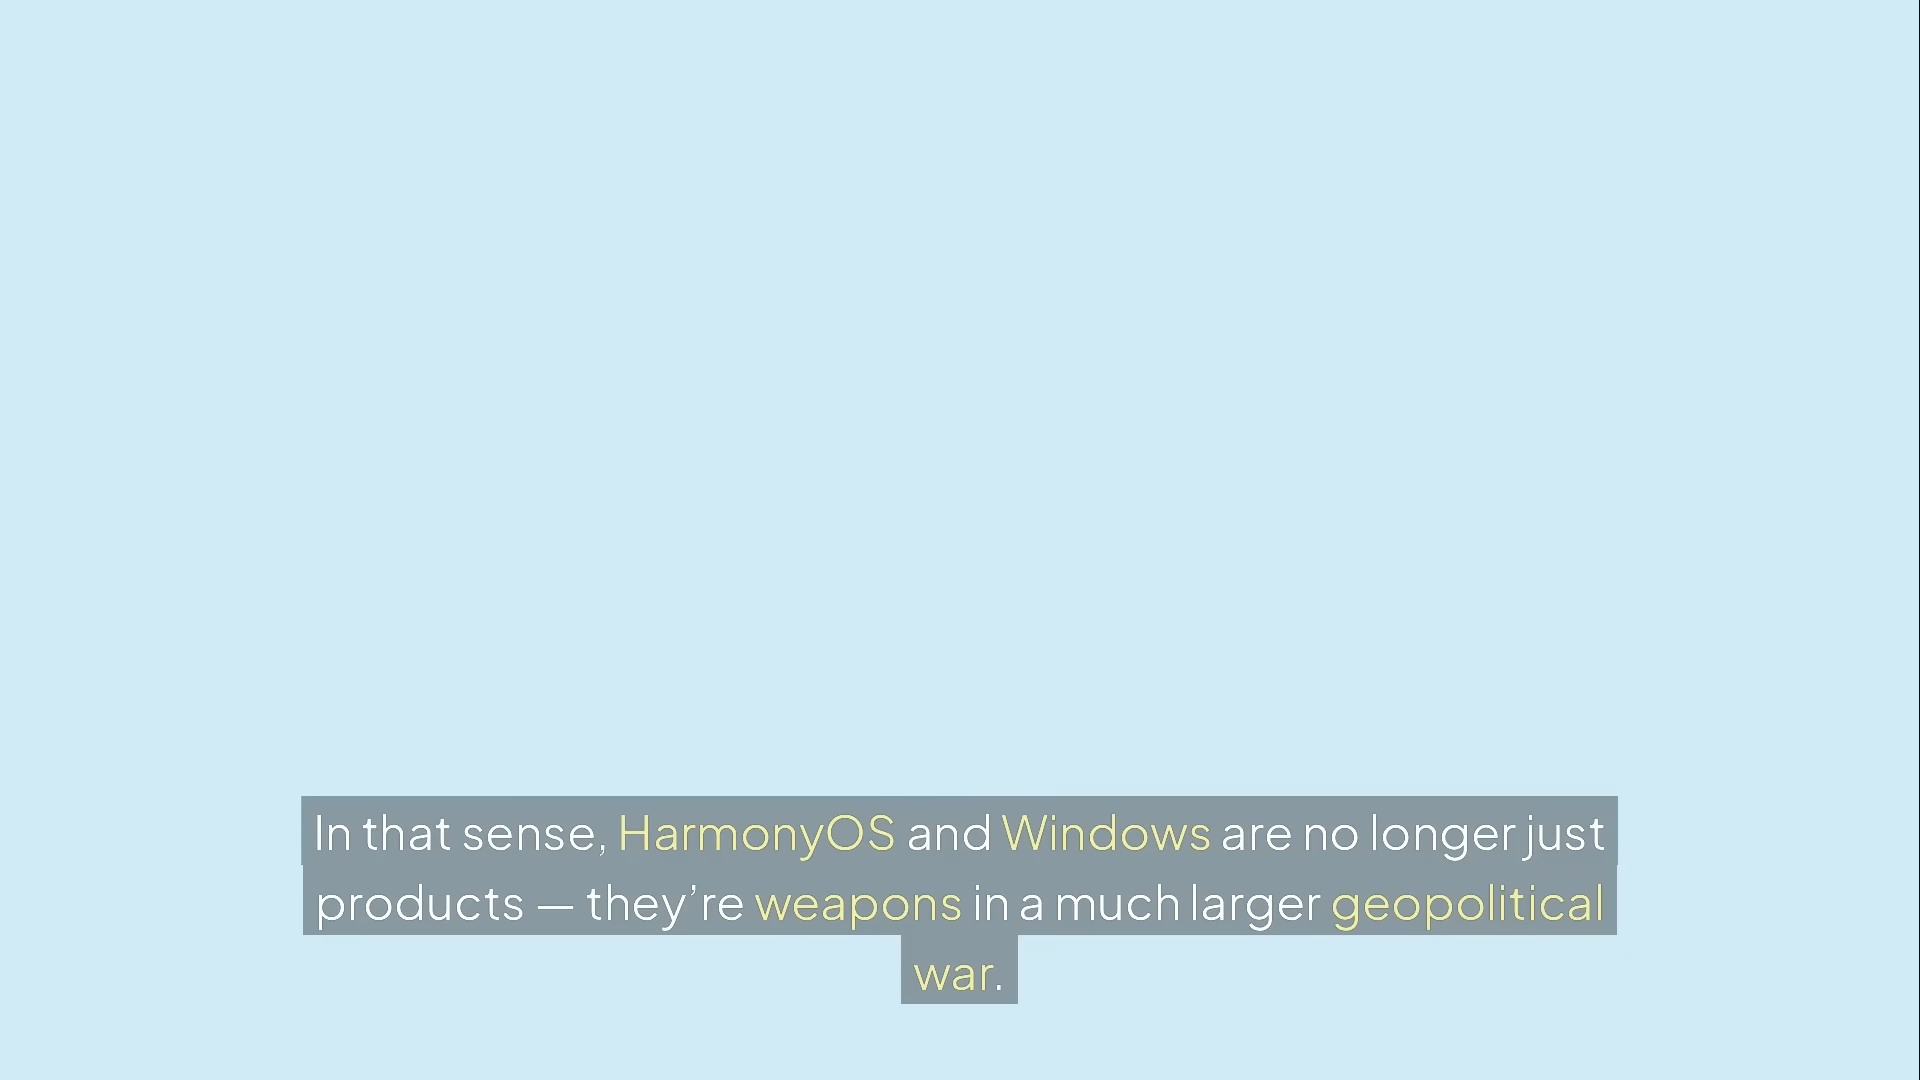 In that sense, HarmonyOS and Windows are no longer just
products — they’re weapons in a much larger geopolitical
war.